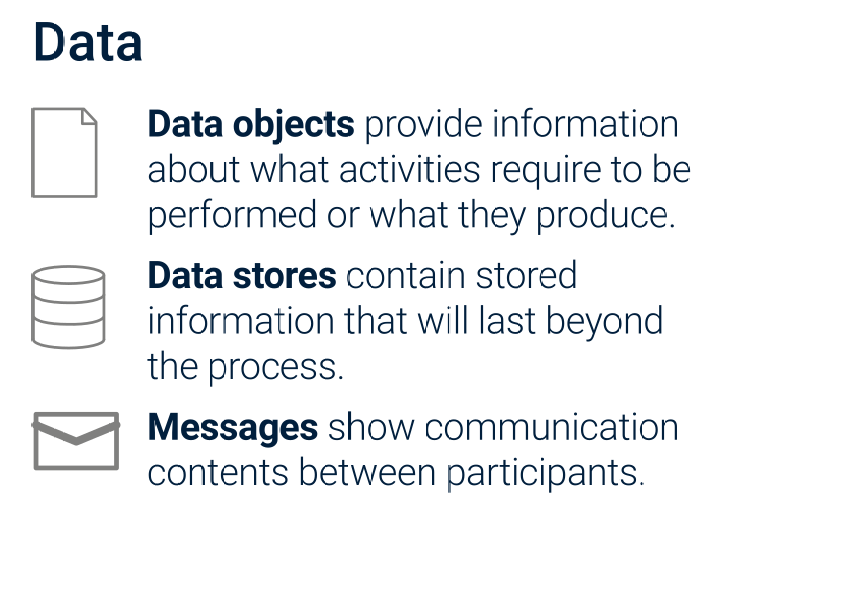 Data
Data objects provide information
about what activities require to be
performed or what they produce.
Data stores contain stored
information that will last beyond
the process.
Messages show communication
contents between participants.